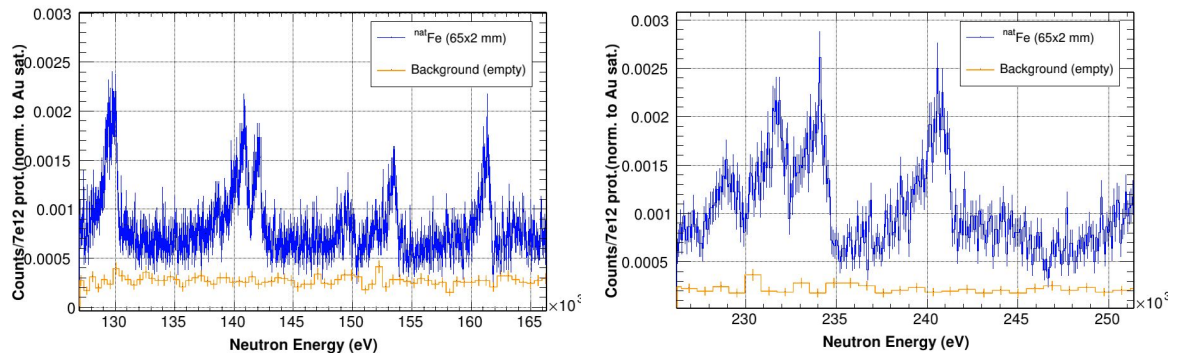 Counts/7e12 prot.(norm. to Au sat.)
0.003
0.0025
0.002
0.0015
0.001
0.0005
0
natFe (65x2 mm)
Background (empty)
130 135 140 145 150 155 160 165
×10³
Neutron Energy (eV)
Counts/7e12 prot.(norm. to Au sat.)
0.003
0.0025
0.002
0.0015
0.001
0.0005
natFe (65x2 mm)
Background (empty)
230 235 240 245 250
×10³
Neutron Energy (eV)